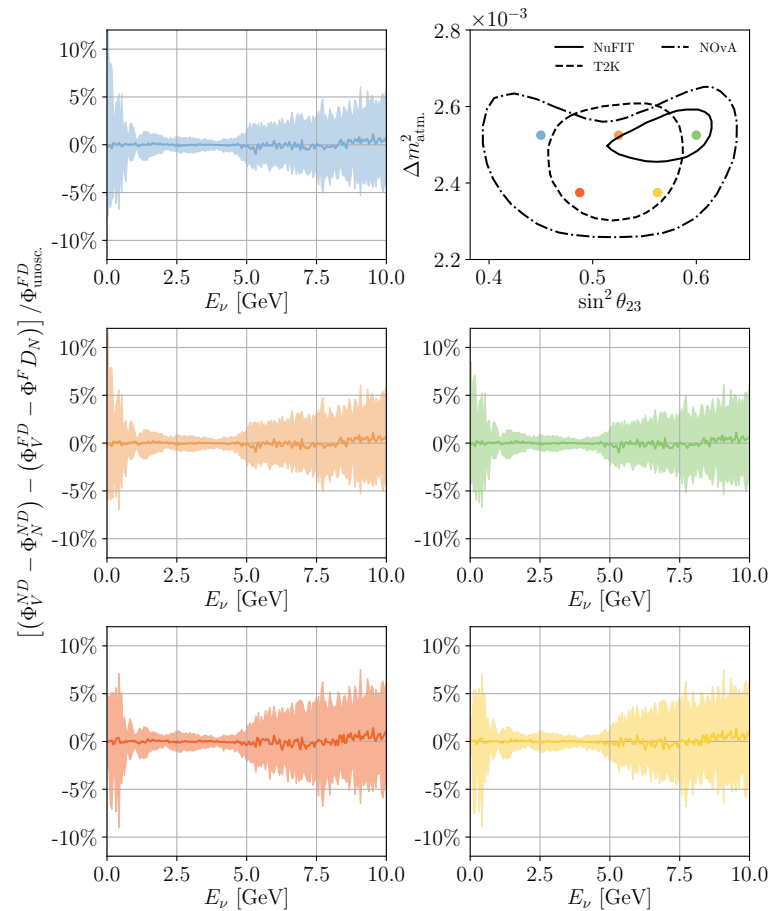 [(Φ_V^{ND} − Φ_N^{ND}) − (Φ_V^{FD} − Φ^F D_N)] / Φ_{unosc.}^{FD}
10%
5%
0%
-5%
-10%
0.0 2.5 5.0 7.5 10.0
E_ν [GeV]
×10⁻³
2.8
2.6
2.4
2.2
Δm²_{atm.}
NuFIT
T2K
NOvA
0.4 0.5 0.6
sin² θ₂₃
10%
5%
0%
-5%
-10%
0.0 2.5 5.0 7.5 10.0
E_ν [GeV]
10%
5%
0%
-5%
-10%
0.0 2.5 5.0 7.5 10.0
E_ν [GeV]
10%
5%
0%
-5%
-10%
0.0 2.5 5.0 7.5 10.0
E_ν [GeV]
10%
5%
0%
-5%
-10%
0.0 2.5 5.0 7.5 10.0
E_ν [GeV]